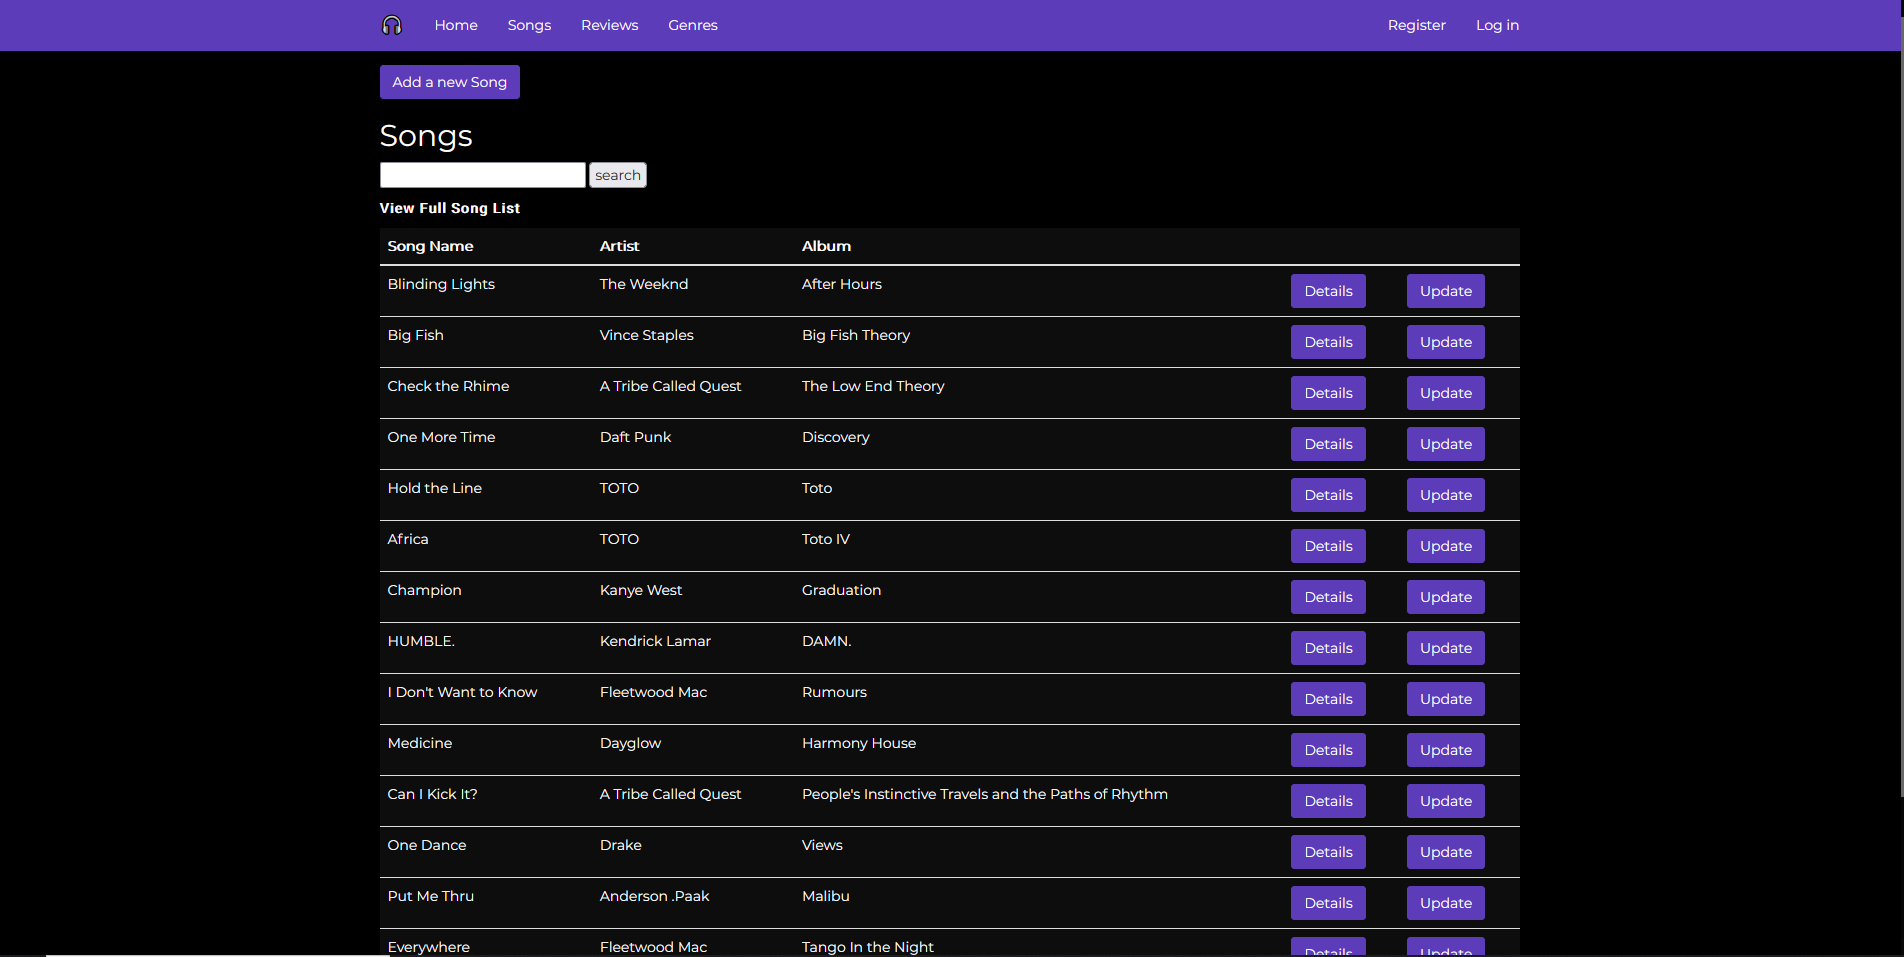 Home Songs Reviews Genres Register Log in
Add a new Song
Songs
search
View Full Song List
Song Name Artist Album
Blinding Lights The Weeknd After Hours Details Update
Big Fish Vince Staples Big Fish Theory Details Update
Check the Rhime A Tribe Called Quest The Low End Theory Details Update
One More Time Daft Punk Discovery Details Update
Hold the Line TOTO Toto Details Update
Africa TOTO Toto IV Details Update
Champion Kanye West Graduation Details Update
HUMBLE. Kendrick Lamar DAMN. Details Update
I Don't Want to Know Fleetwood Mac Rumours Details Update
Medicine Dayglow Harmony House Details Update
Can I Kick It? A Tribe Called Quest People's Instinctive Travels and the Paths of Rhythm Details Update
One Dance Drake Views Details Update
Put Me Thru Anderson .Paak Malibu Details Update
Everywhere Fleetwood Mac Tango In the Night Details Update